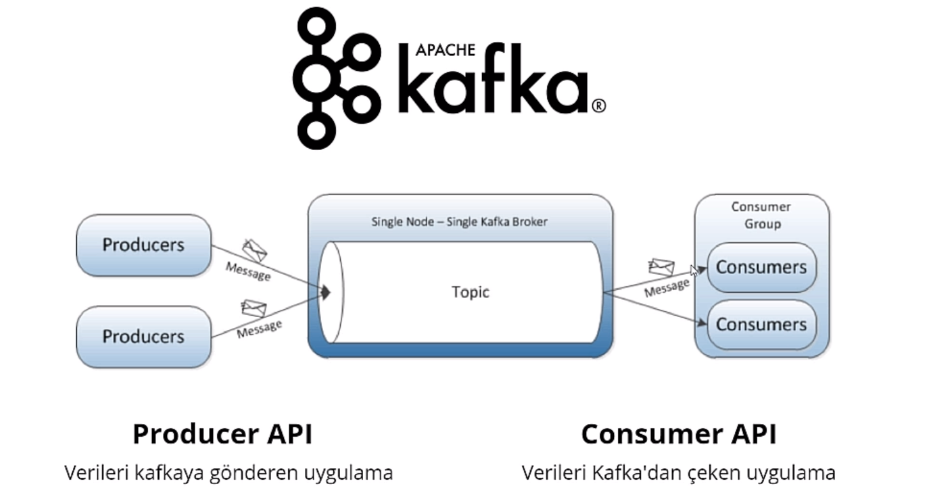 APACHE
kafka®
Single Node – Single Kafka Broker
Consumer
Group
Producers
Message
Topic
Message
Consumers
Producers
Message
Consumers
Producer API
Consumer API
Verileri kafkaya gönderen uygulama
Verileri Kafka'dan çeken uygulama